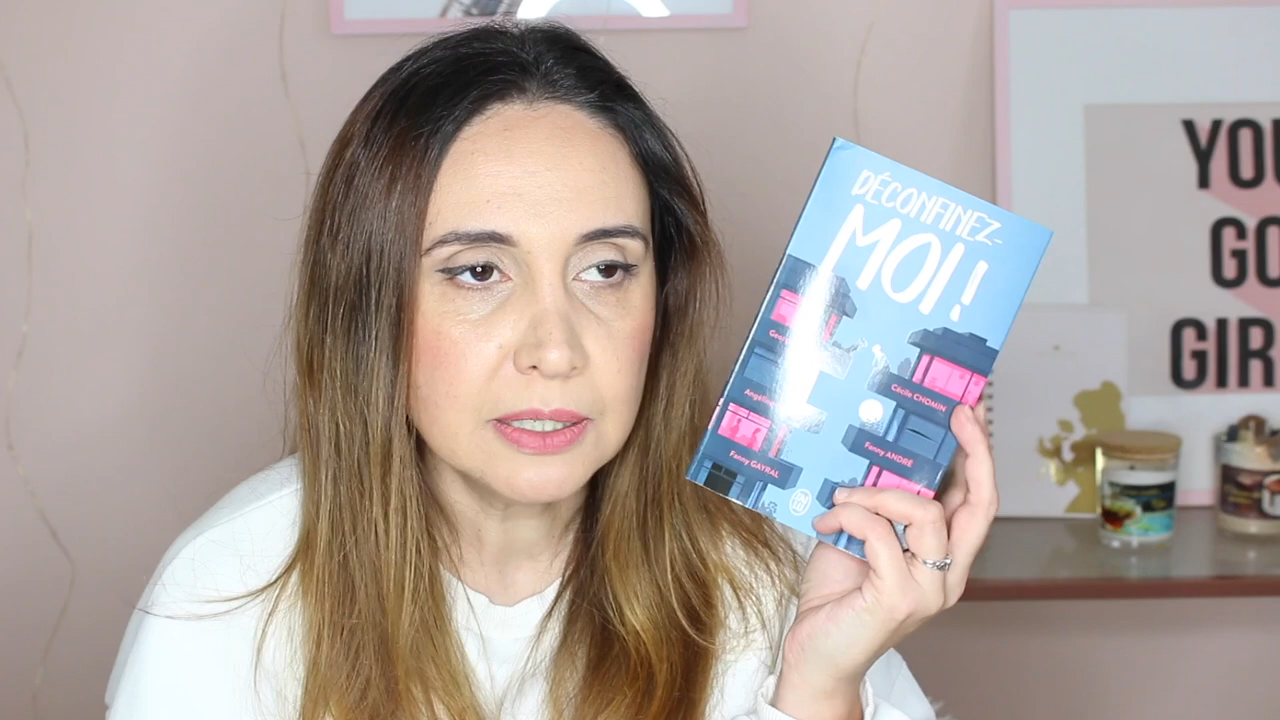 DÉCONFINEZ-
MOI !
Cécile CHOMIN
Fanny ANDRÉ
Fanny GAYRAL
YOU
GO
GIR